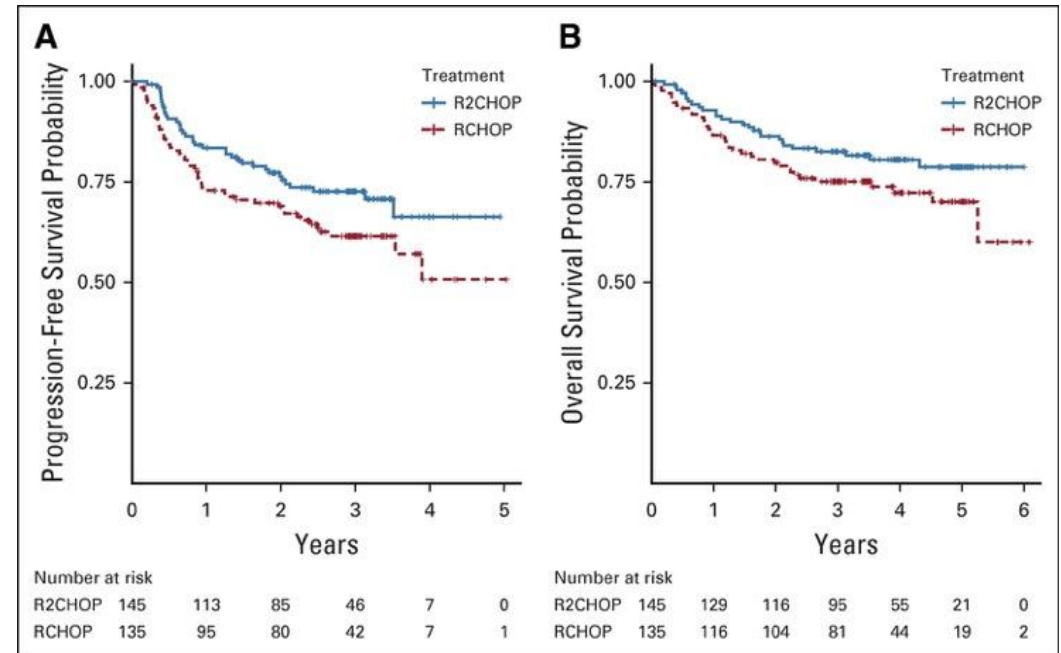 A
Progression-Free Survival Probability
1.00
0.75
0.50
0.25
Treatment
R2CHOP
RCHOP
0 1 2 3 4 5
Years
Number at risk
R2CHOP 145 113 85 46 7 0
RCHOP 135 95 80 42 7 1
B
Overall Survival Probability
1.00
0.75
0.50
0.25
Treatment
R2CHOP
RCHOP
0 1 2 3 4 5 6
Years
Number at risk
R2CHOP 145 129 116 95 55 21 0
RCHOP 135 116 104 81 44 19 2